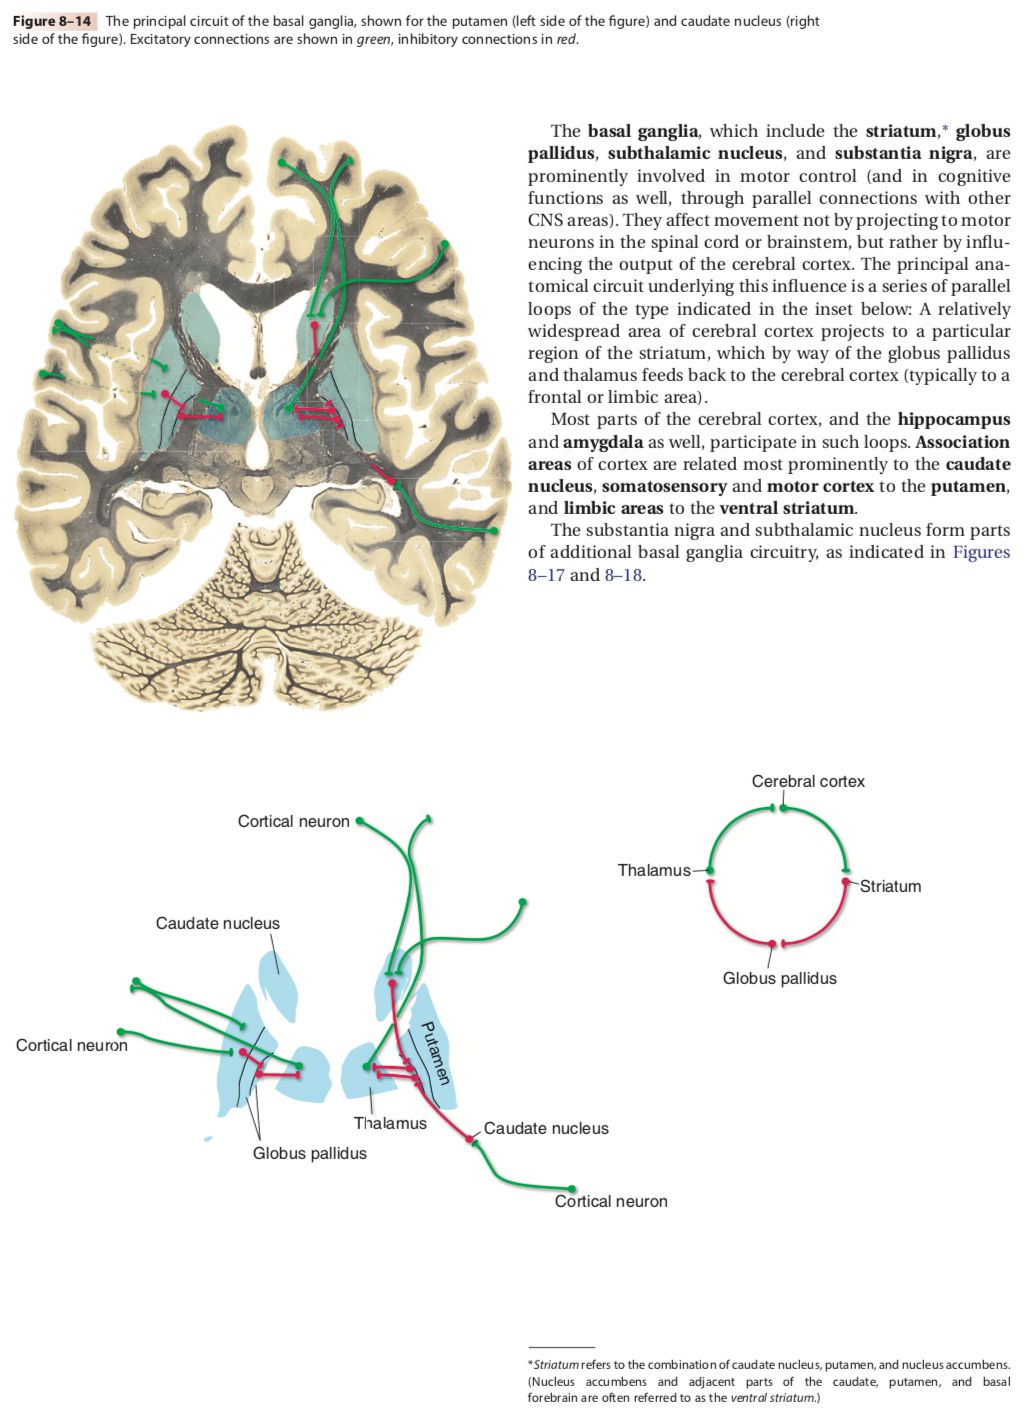 Figure 8–14 The principal circuit of the basal ganglia, shown for the putamen (left side of the figure) and caudate nucleus (right
side of the figure). Excitatory connections are shown in green, inhibitory connections in red.
The basal ganglia, which include the striatum,* globus
pallidus, subthalamic nucleus, and substantia nigra, are
prominently involved in motor control (and in cognitive
functions as well, through parallel connections with other
CNS areas). They affect movement not by projecting to motor
neurons in the spinal cord or brainstem, but rather by influ-
encing the output of the cerebral cortex. The principal ana-
tomical circuit underlying this influence is a series of parallel
loops of the type indicated in the inset below: A relatively
widespread area of cerebral cortex projects to a particular
region of the striatum, which by way of the globus pallidus
and thalamus feeds back to the cerebral cortex (typically to a
frontal or limbic area).
Most parts of the cerebral cortex, and the hippocampus
and amygdala as well, participate in such loops. Association
areas of cortex are related most prominently to the caudate
nucleus, somatosensory and motor cortex to the putamen,
and limbic areas to the ventral striatum.
The substantia nigra and subthalamic nucleus form parts
of additional basal ganglia circuitry, as indicated in Figures
8–17 and 8–18.
Cerebral cortex
Thalamus
Striatum
Globus pallidus
Cortical neuron
Caudate nucleus
Cortical neuron
Putamen
Thalamus
Caudate nucleus
Globus pallidus
Cortical neuron
*Striatum refers to the combination of caudate nucleus, putamen, and nucleus accumbens.
(Nucleus accumbens and adjacent parts of the caudate, putamen, and basal
forebrain are often referred to as the ventral striatum.)